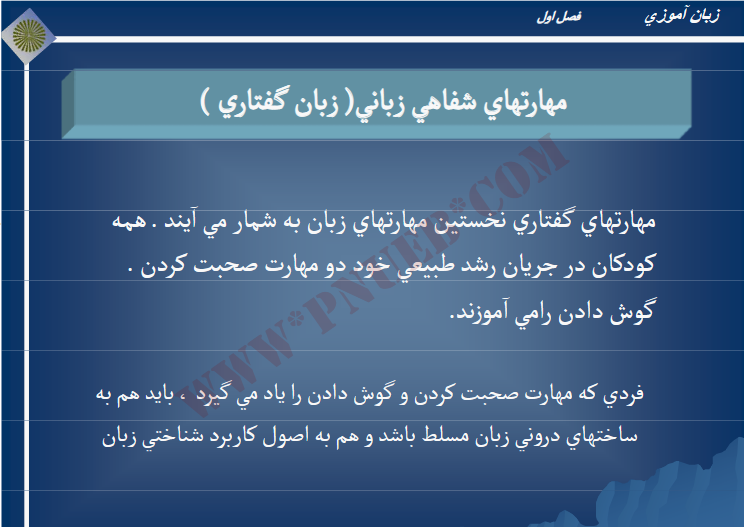 زبان آموزي
فصل اول
مهارتهاي شفاهي زباني( زبان گفتاري )
مهارتهاي گفتاري نخستين مهارتهاي زبان به شمار مي آيند . همه
كودكان در جريان رشد طبيعي خود دو مهارت صحبت كردن .
گوش دادن رامي آموزند.
فردي كه مهارت صحبت كردن و گوش دادن را ياد مي گيرد ، بايد هم به
ساختهاي دروني زبان مسلط باشد و هم به اصول كاربرد شناختي زبان
WWW*PNUEB*COM